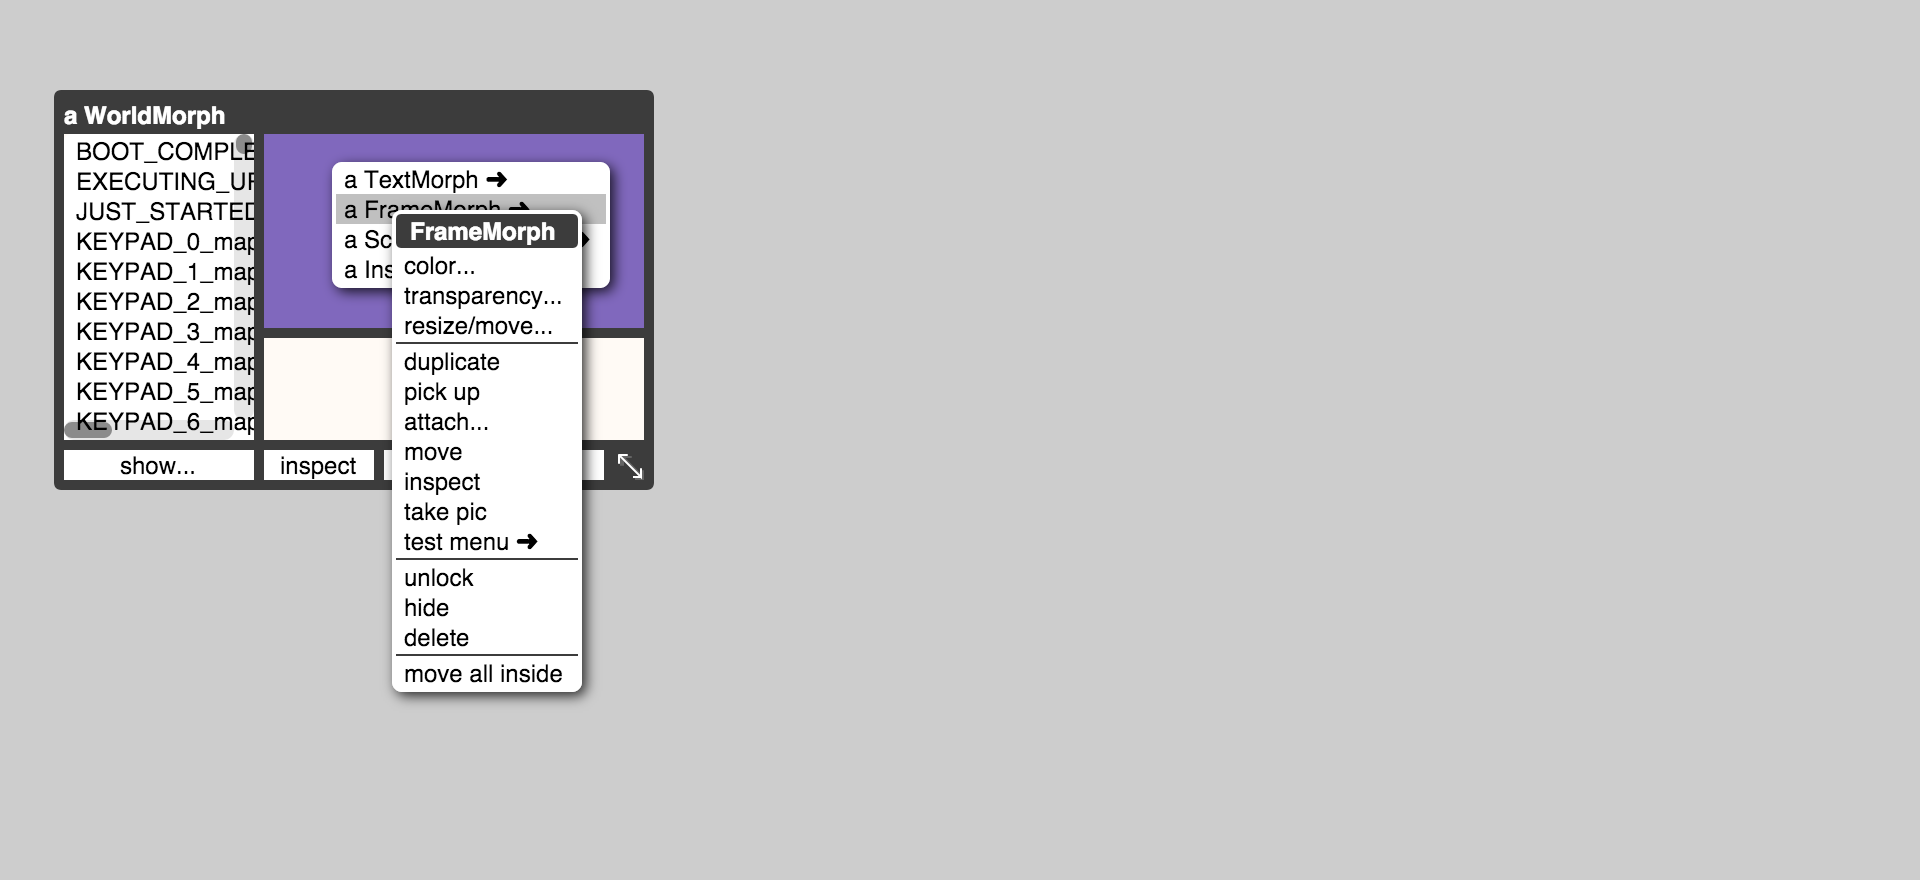 a WorldMorph
BOOT_COMPLE
EXECUTING_U
JUST_STARTED
KEYPAD_0_map
KEYPAD_1_map
KEYPAD_2_map
KEYPAD_3_map
KEYPAD_4_map
KEYPAD_5_map
KEYPAD_6_map
show...
inspect
a TextMorph ➜
a FrameMorph ➜
a Sc
a Ins
FrameMorph
color...
transparency...
resize/move...
duplicate
pick up
attach...
move
inspect
take pic
test menu ➜
unlock
hide
delete
move all inside